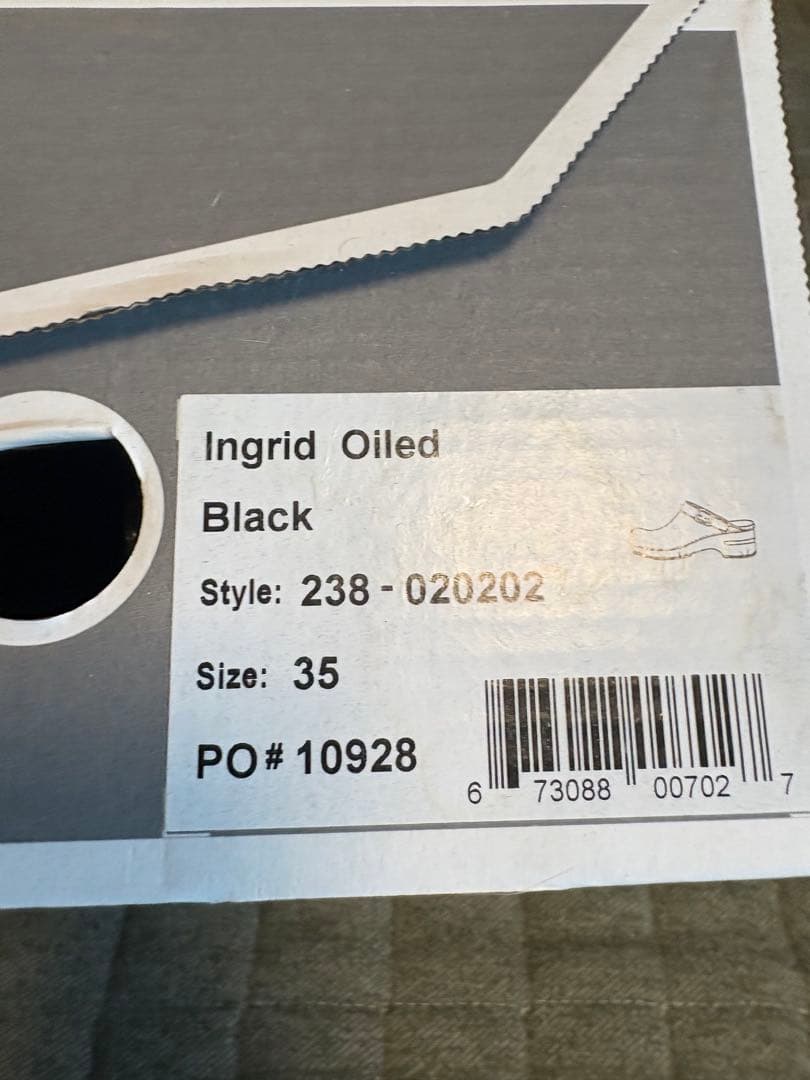 Ingrid Oiled
Black
Style: 238 - 020202
Size: 35
PO# 10928
6 73088 00702 7